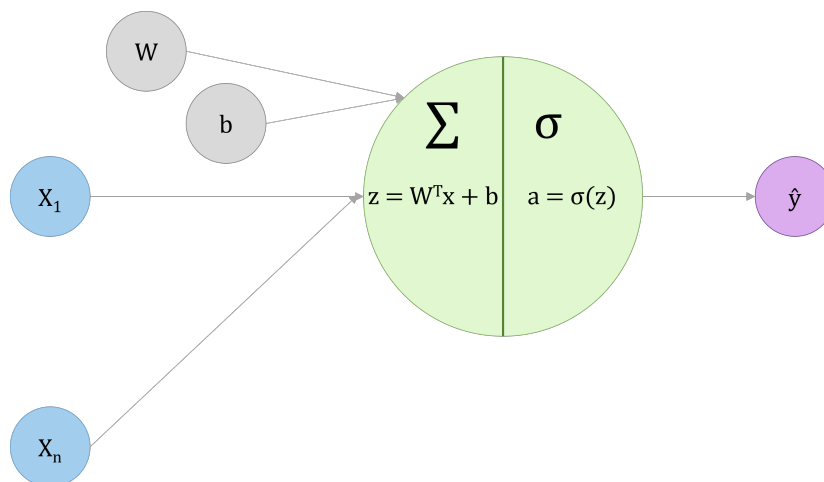 W
b
∑ σ
X₁
z = Wᵀx + b
a = σ(z)
ŷ
Xₙ